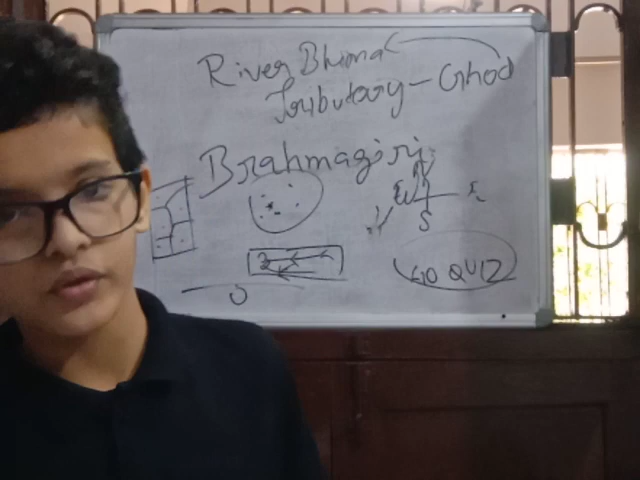 River Bhima
Tributary - Ghod
Brahmagiri
N
W E
S
GO QUIZ